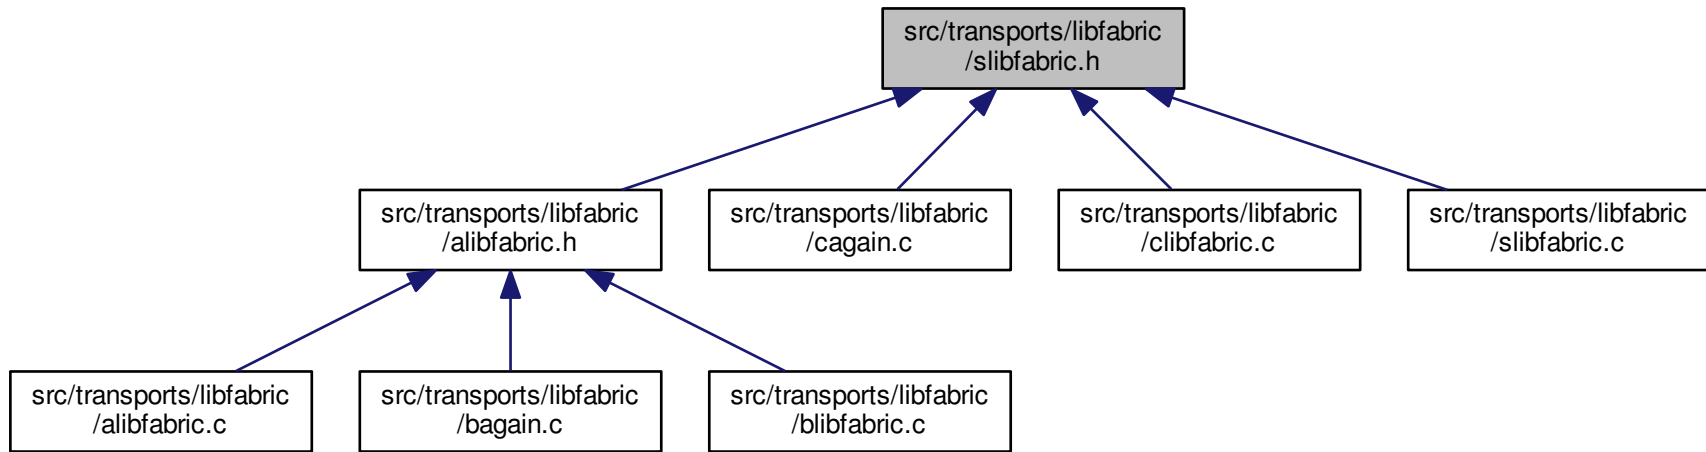 src/transports/libfabric
/slibfabric.h
src/transports/libfabric
/alibfabric.h
src/transports/libfabric
/cagain.c
src/transports/libfabric
/clibfabric.c
src/transports/libfabric
/slibfabric.c
src/transports/libfabric
/alibfabric.c
src/transports/libfabric
/bagain.c
src/transports/libfabric
/blibfabric.c